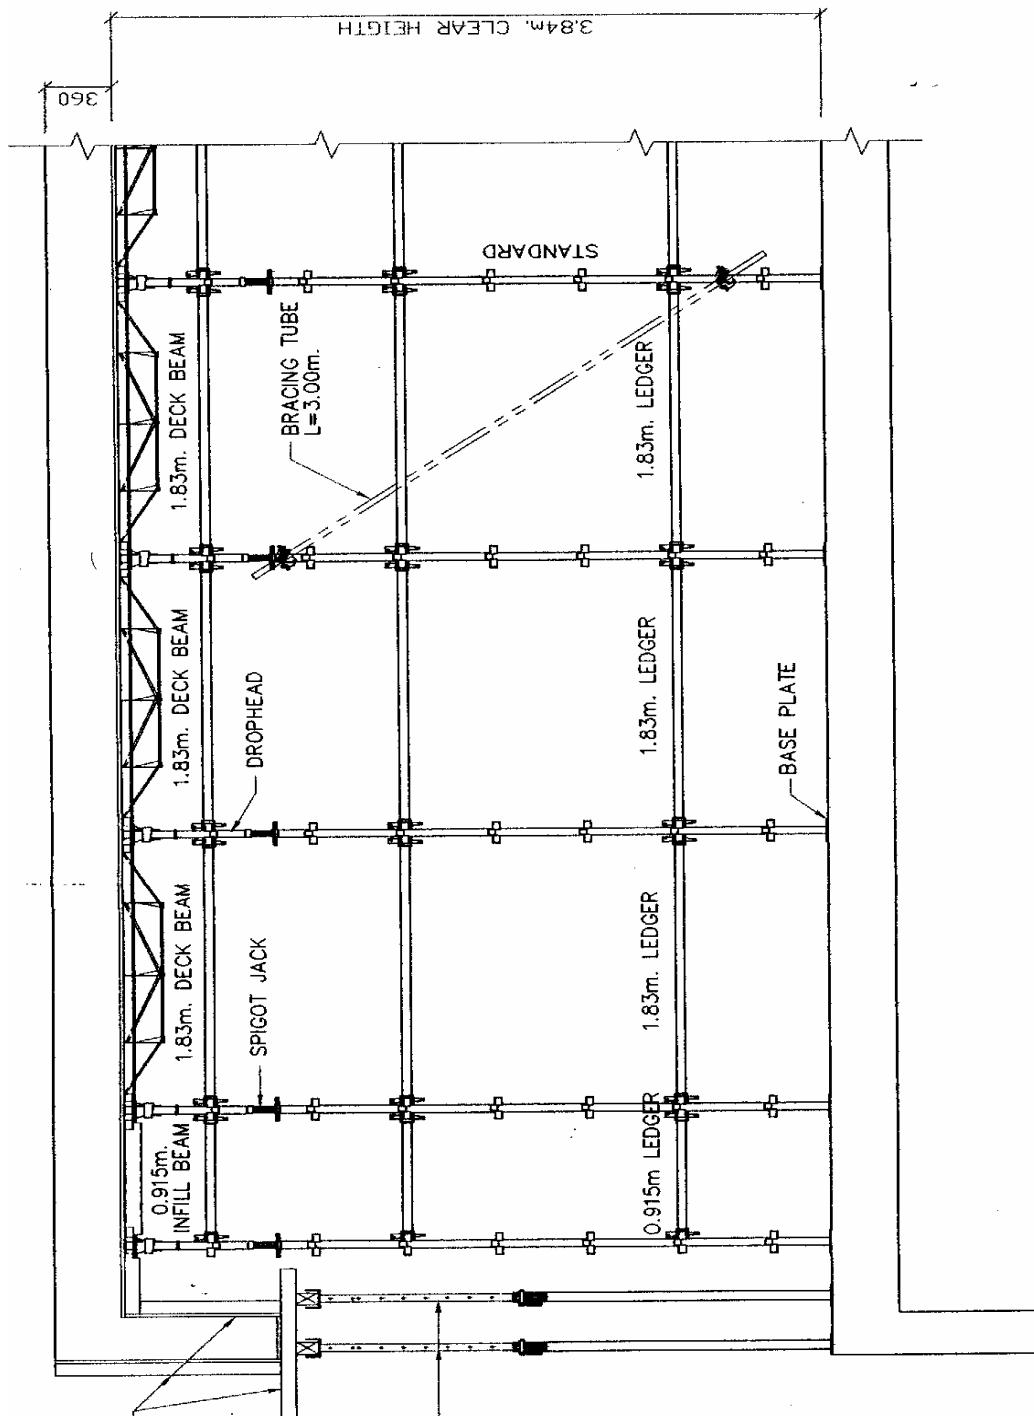 3.84m. CLEAR HEIGTH
360
STANDARD
1.83m. DECK BEAM
BRACING TUBE
L=3.00m.
1.83m. LEDGER
1.83m. DECK BEAM
DROPHEAD
1.83m. LEDGER
BASE PLATE
1.83m. DECK BEAM
SPIGOT JACK
1.83m. LEDGER
0.915m.
INFILL BEAM
0.915m LEDGER